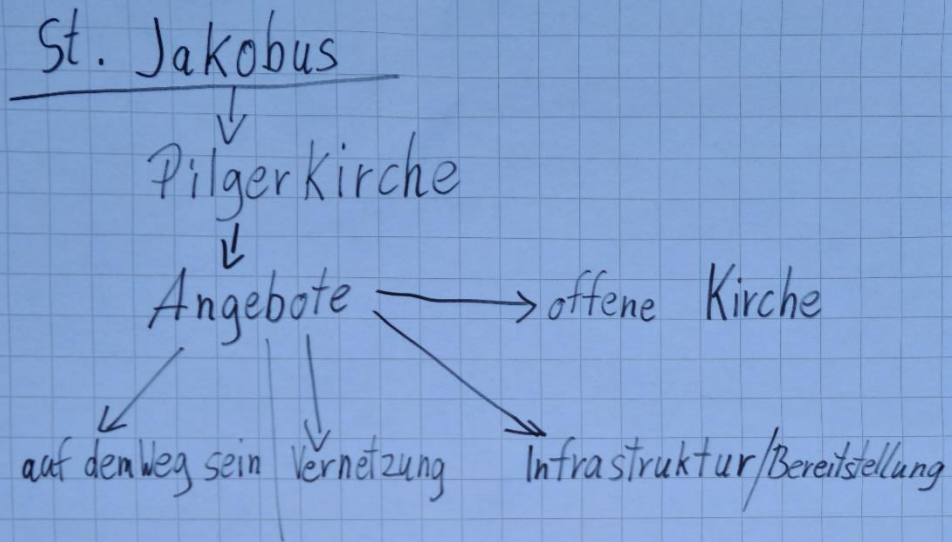 St. Jakobus
Pilgerkirche
Angebote
offene Kirche
auf dem Weg sein
Vernetzung
Infrastruktur/Bereitstellung